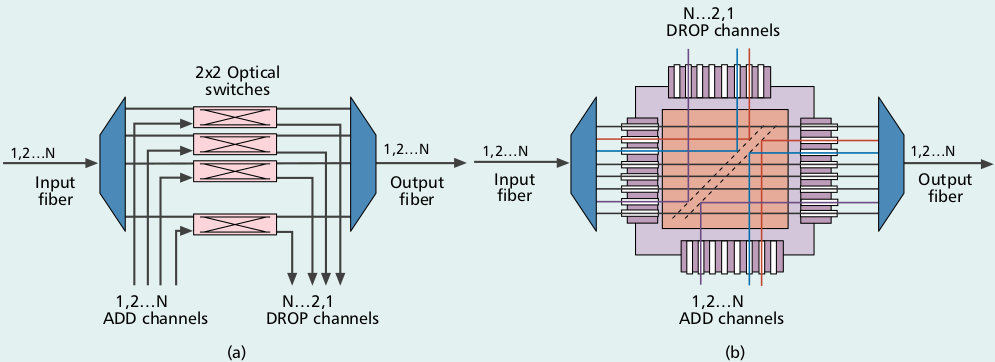 2x2 Optical
switches
1,2...N
Input
fiber
1,2...N
Output
fiber
1,2...N
ADD channels
N...2,1
DROP channels
(a)
N...2,1
DROP channels
1,2...N
Input
fiber
1,2...N
Output
fiber
1,2...N
ADD channels
(b)